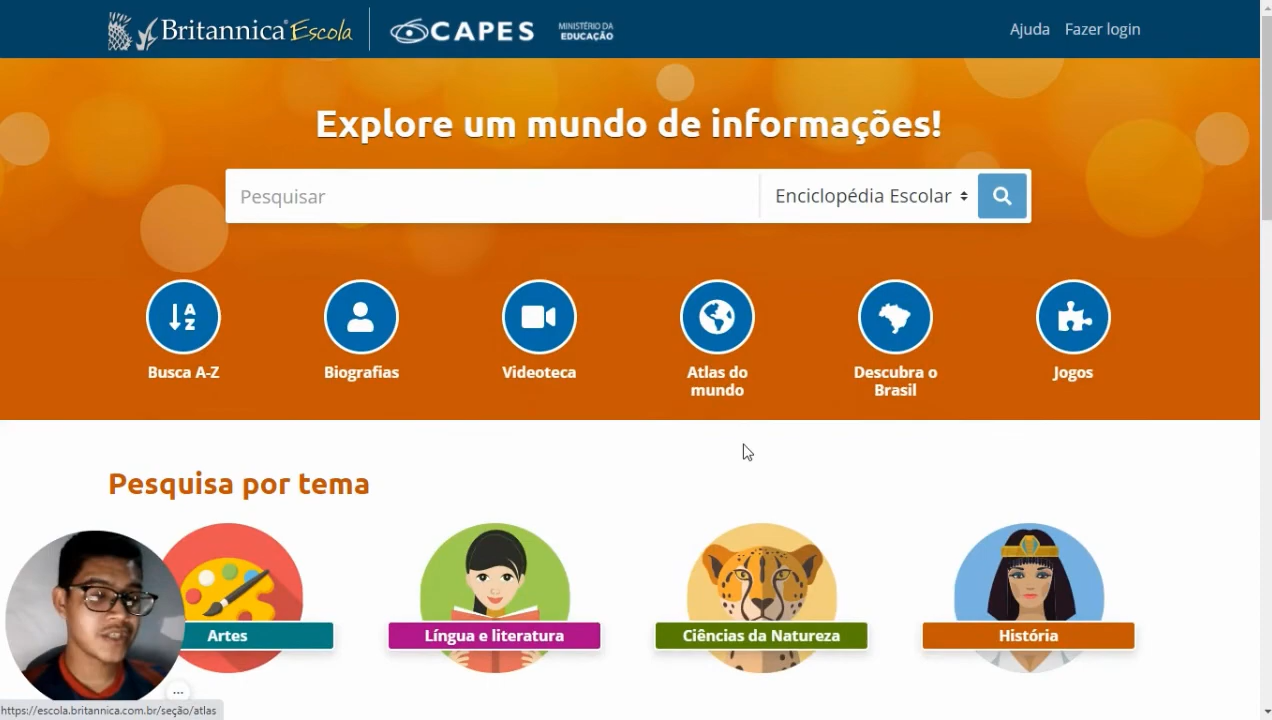 Britannica® Escola
CAPES
MINISTÉRIO DA
EDUCAÇÃO
Ajuda
Fazer login
Explore um mundo de informações!
Pesquisar
Enciclopédia Escolar
A
Z
Busca A-Z
Biografias
Videoteca
Atlas do
mundo
Descubra o
Brasil
Jogos
Pesquisa por tema
Artes
Língua e literatura
Ciências da Natureza
História
...
https://escola.britannica.com.br/seção/atlas